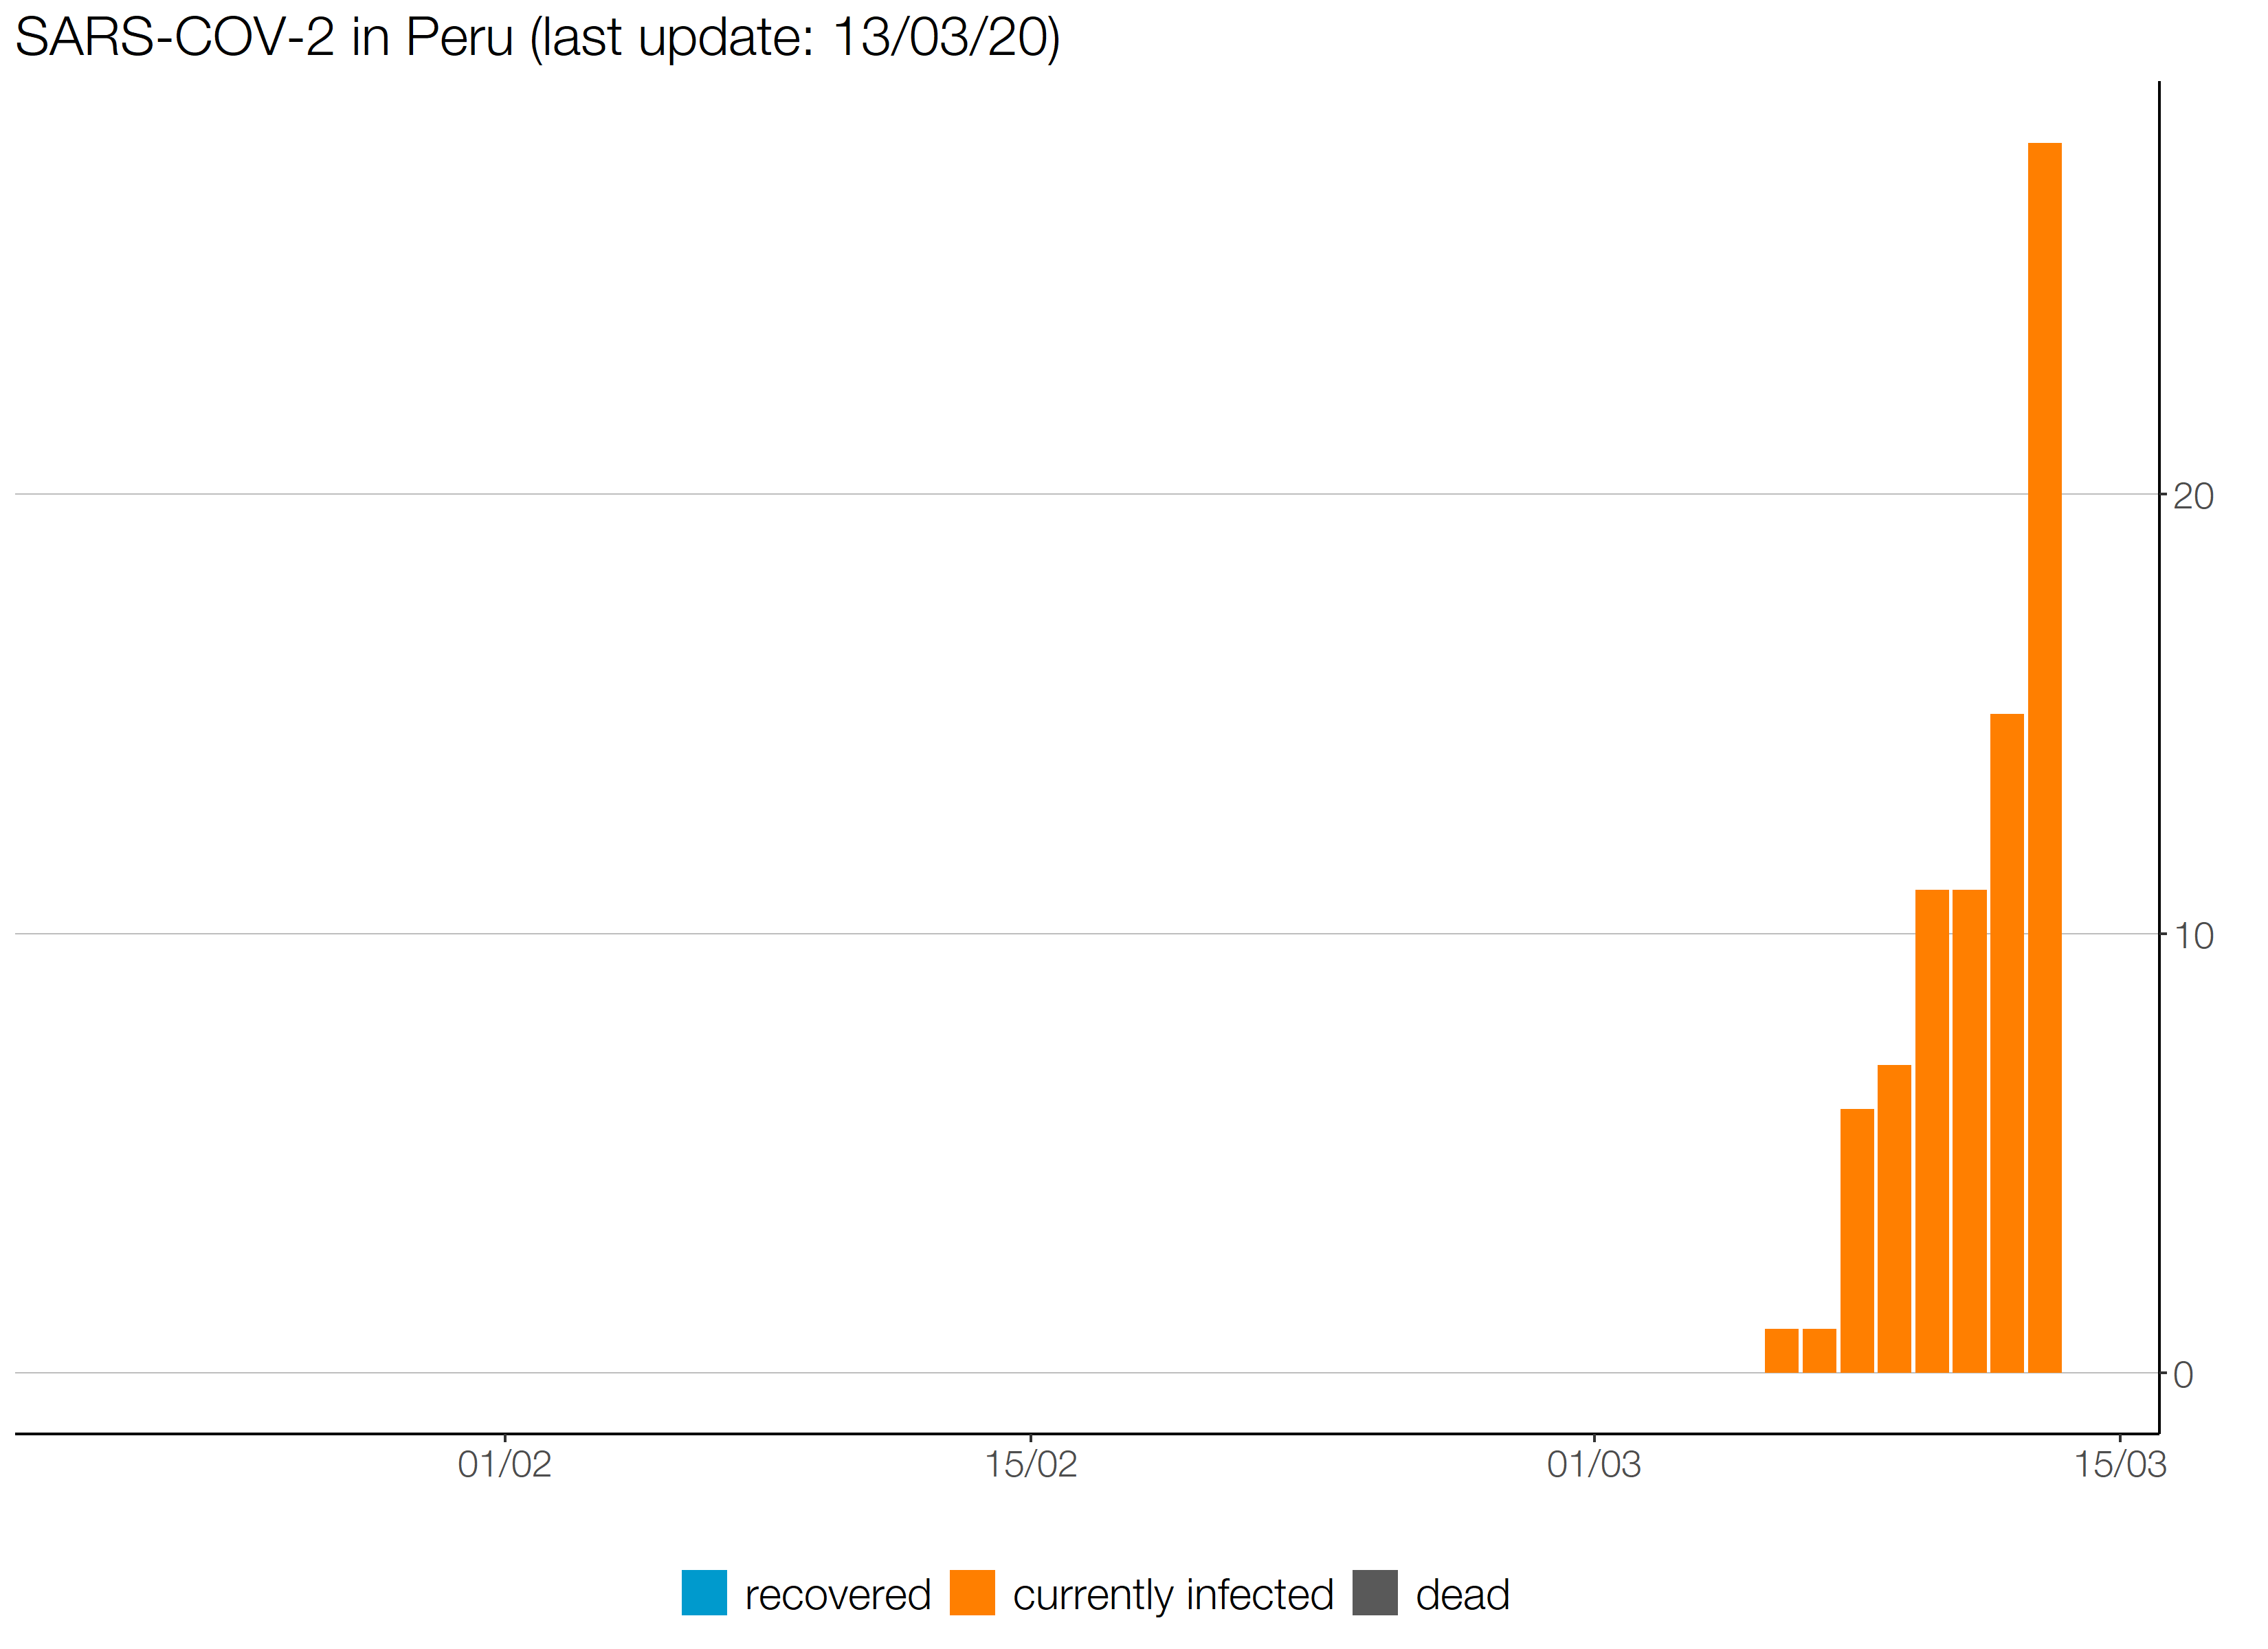 SARS-COV-2 in Peru (last update: 13/03/20)
20
10
0
01/02 15/02 01/03 15/03
recovered currently infected dead